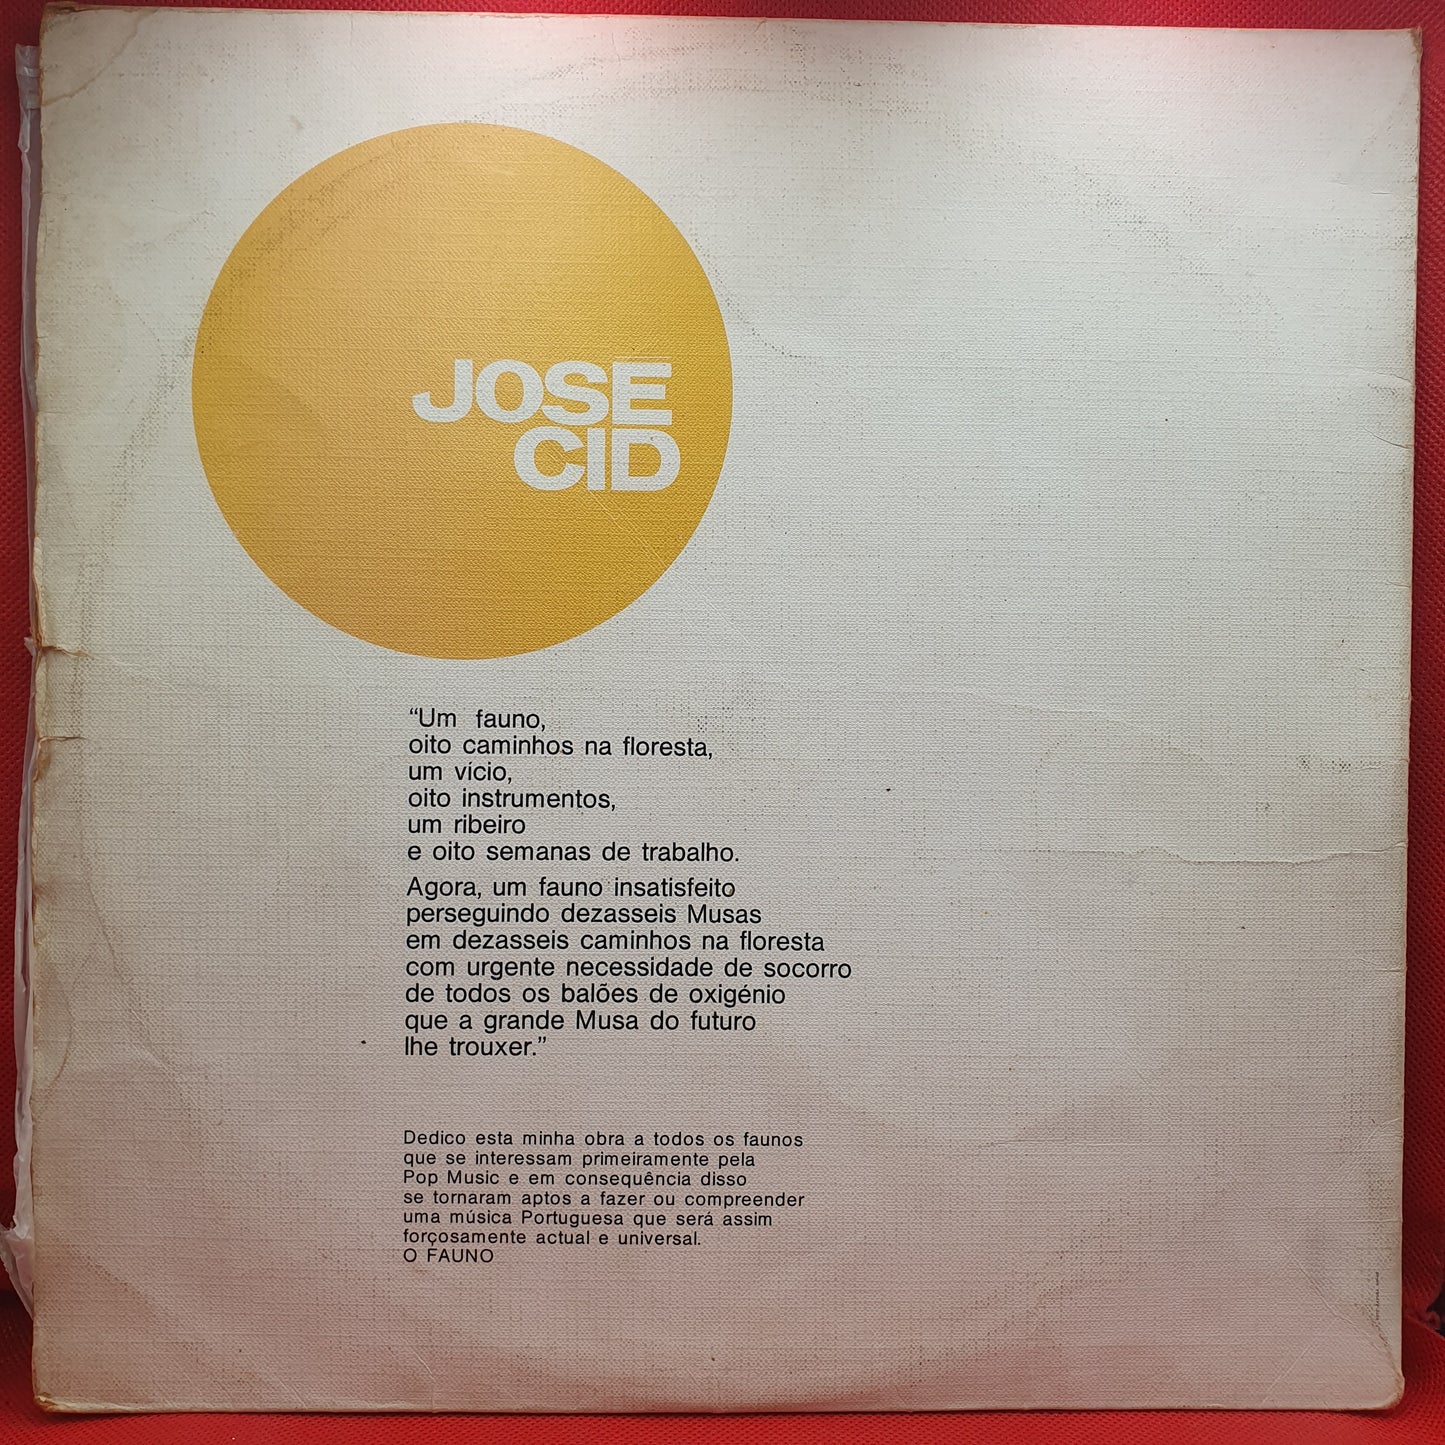 JOSÉ
CID
“Um fauno,
oito caminhos na floresta,
um vício,
oito instrumentos,
um ribeiro
e oito semanas de trabalho.
Agora, um fauno insatisfeito
perseguindo dezasseis Musas
em dezasseis caminhos na floresta
com urgente necessidade de socorro
de todos os balões de oxigénio
que a grande Musa do futuro
lhe trouxer.”
Dedico esta minha obra a todos os faunos
que se interessam primeiramente pela
Pop Music e em consequência disso
se tornaram aptos a fazer ou compreender
uma música Portuguesa que será assim
forçosamente actual e universal.
O FAUNO